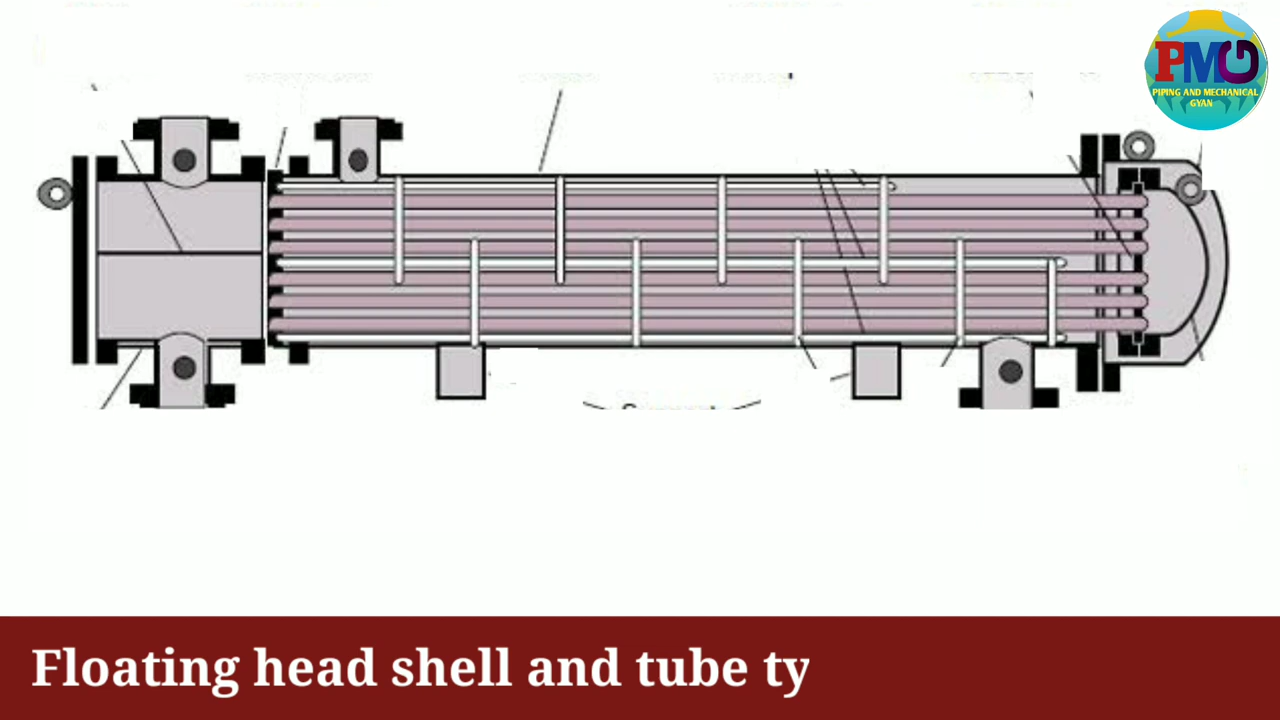 PMG
PIPING AND MECHANICAL
GYAN
Floating head shell and tube ty